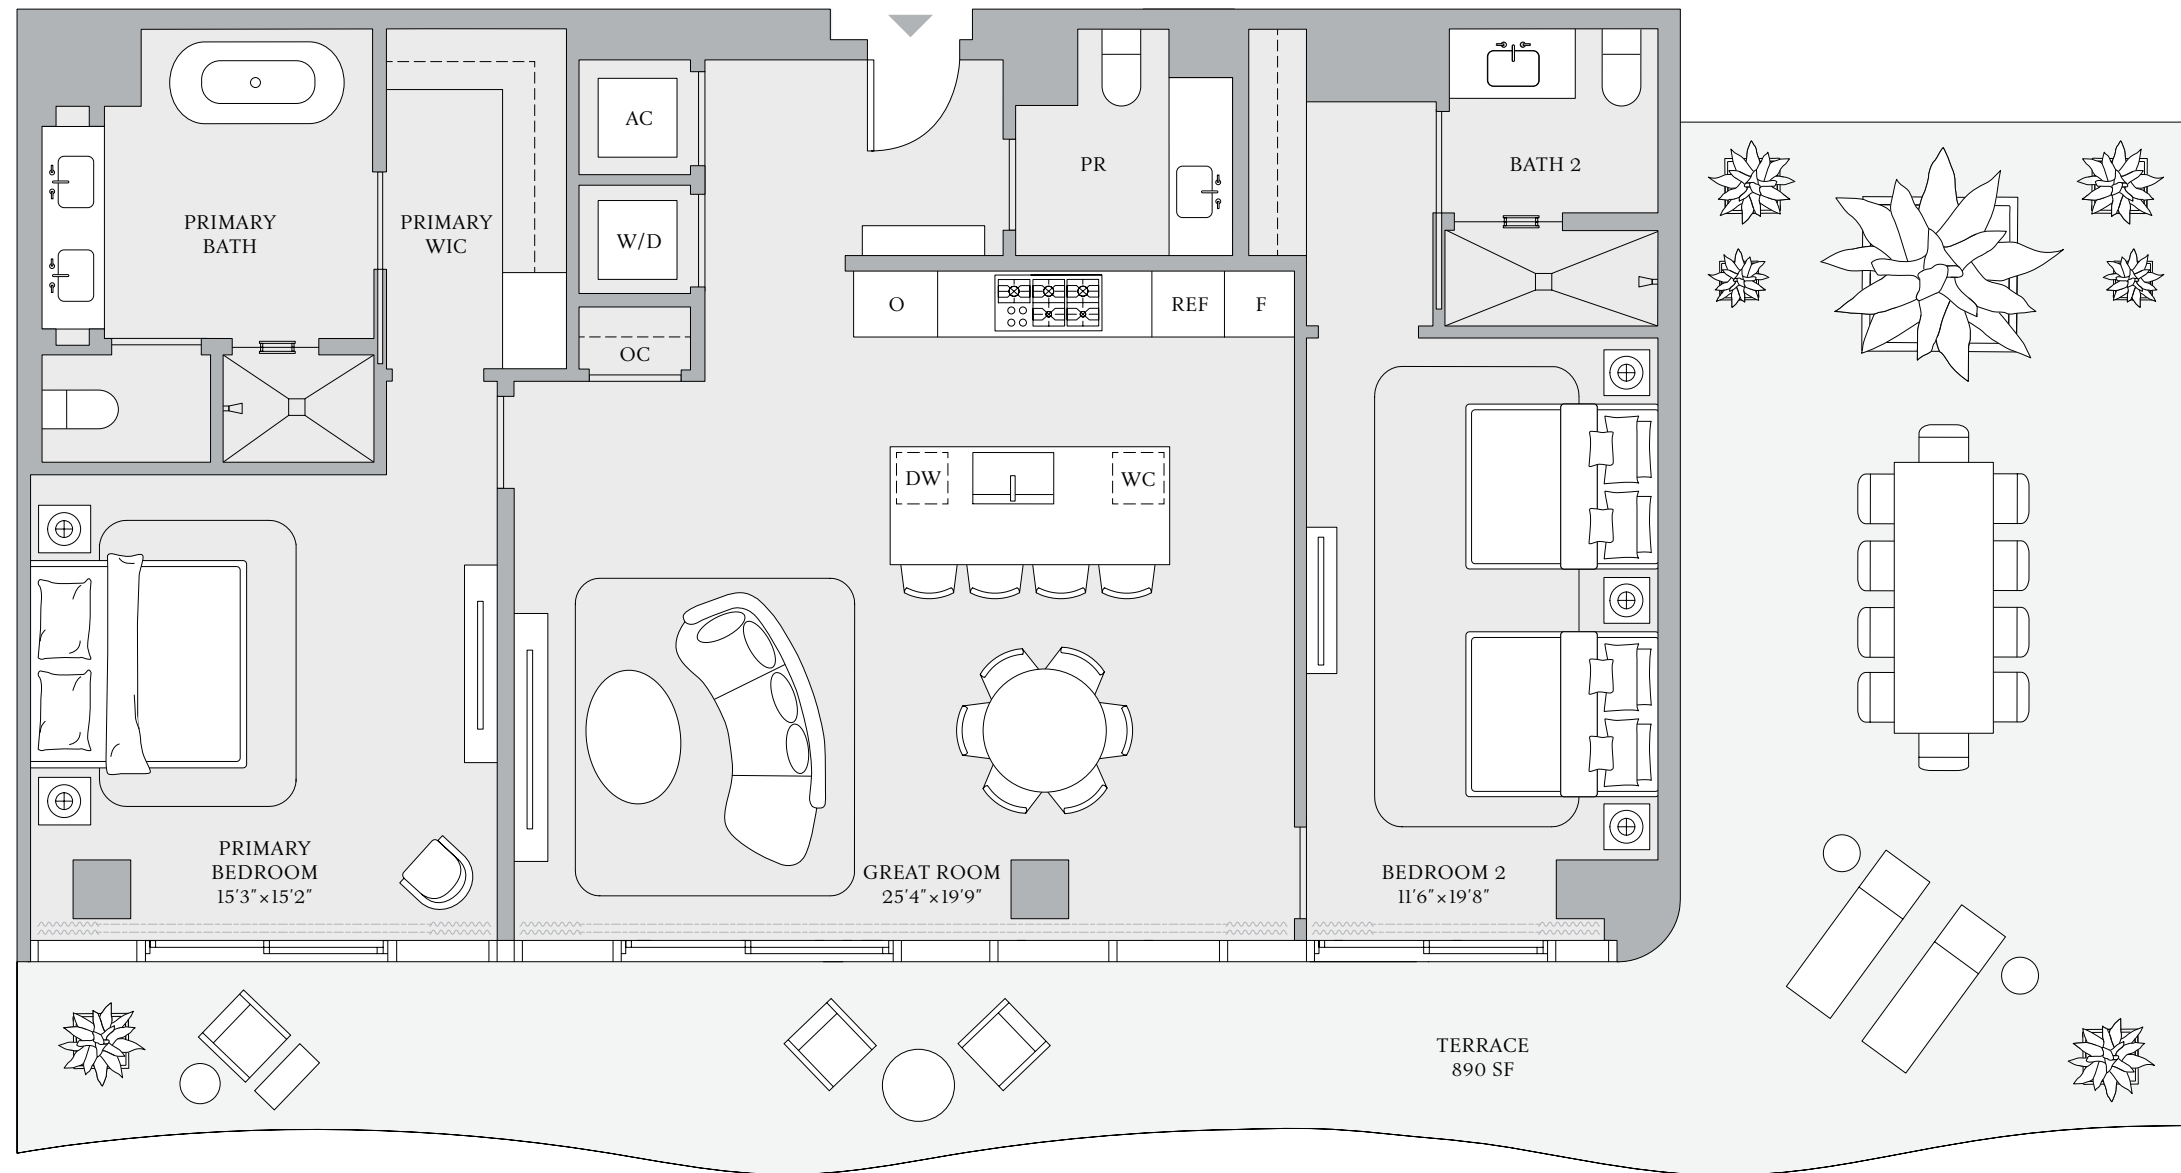 AC
PR
BATH 2
PRIMARY
BATH
PRIMARY
WIC
W/D
O
REF
F
OC
DW
WC
PRIMARY
BEDROOM
15'3"×15'2"
GREAT ROOM
25'4"×19'9"
BEDROOM 2
11'6"×19'8"
TERRACE
890 SF